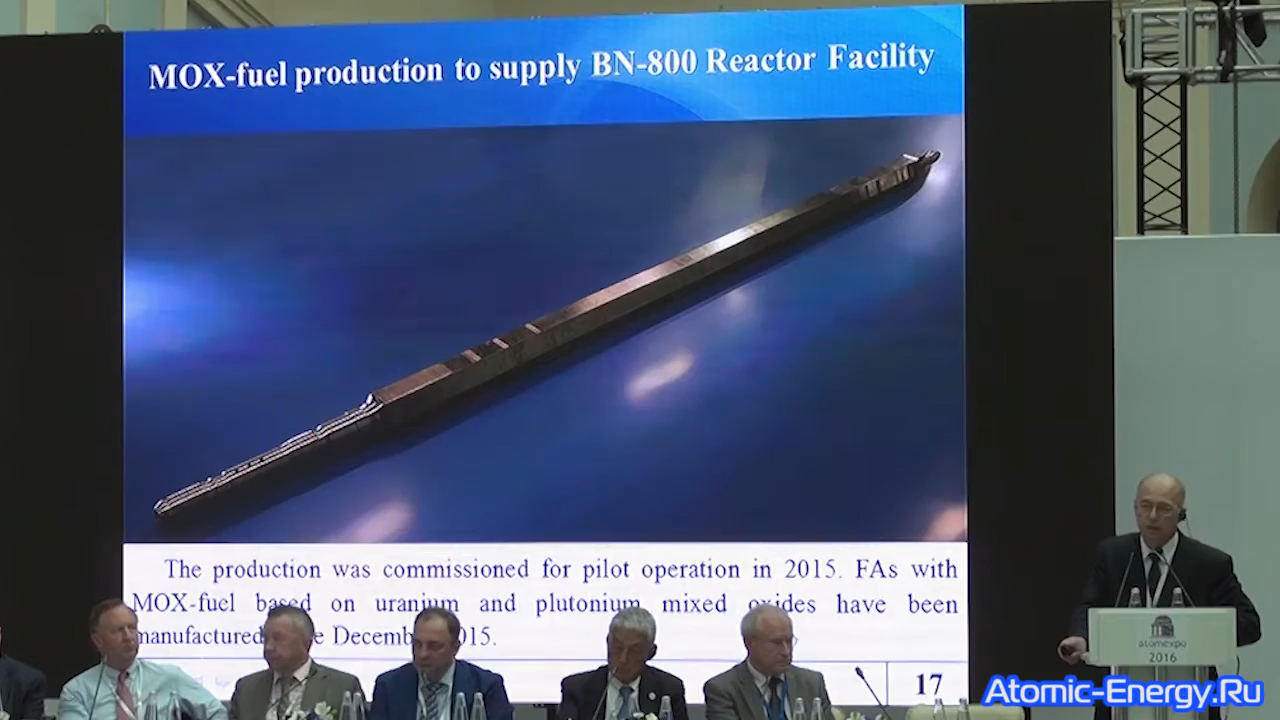 MOX-fuel production to supply BN-800 Reactor Facility
The production was commissioned for pilot operation in 2015. FAs with
MOX-fuel based on uranium and plutonium mixed oxides have been
manufactured
17
atomexpo
2016
Atomic-Energy.Ru